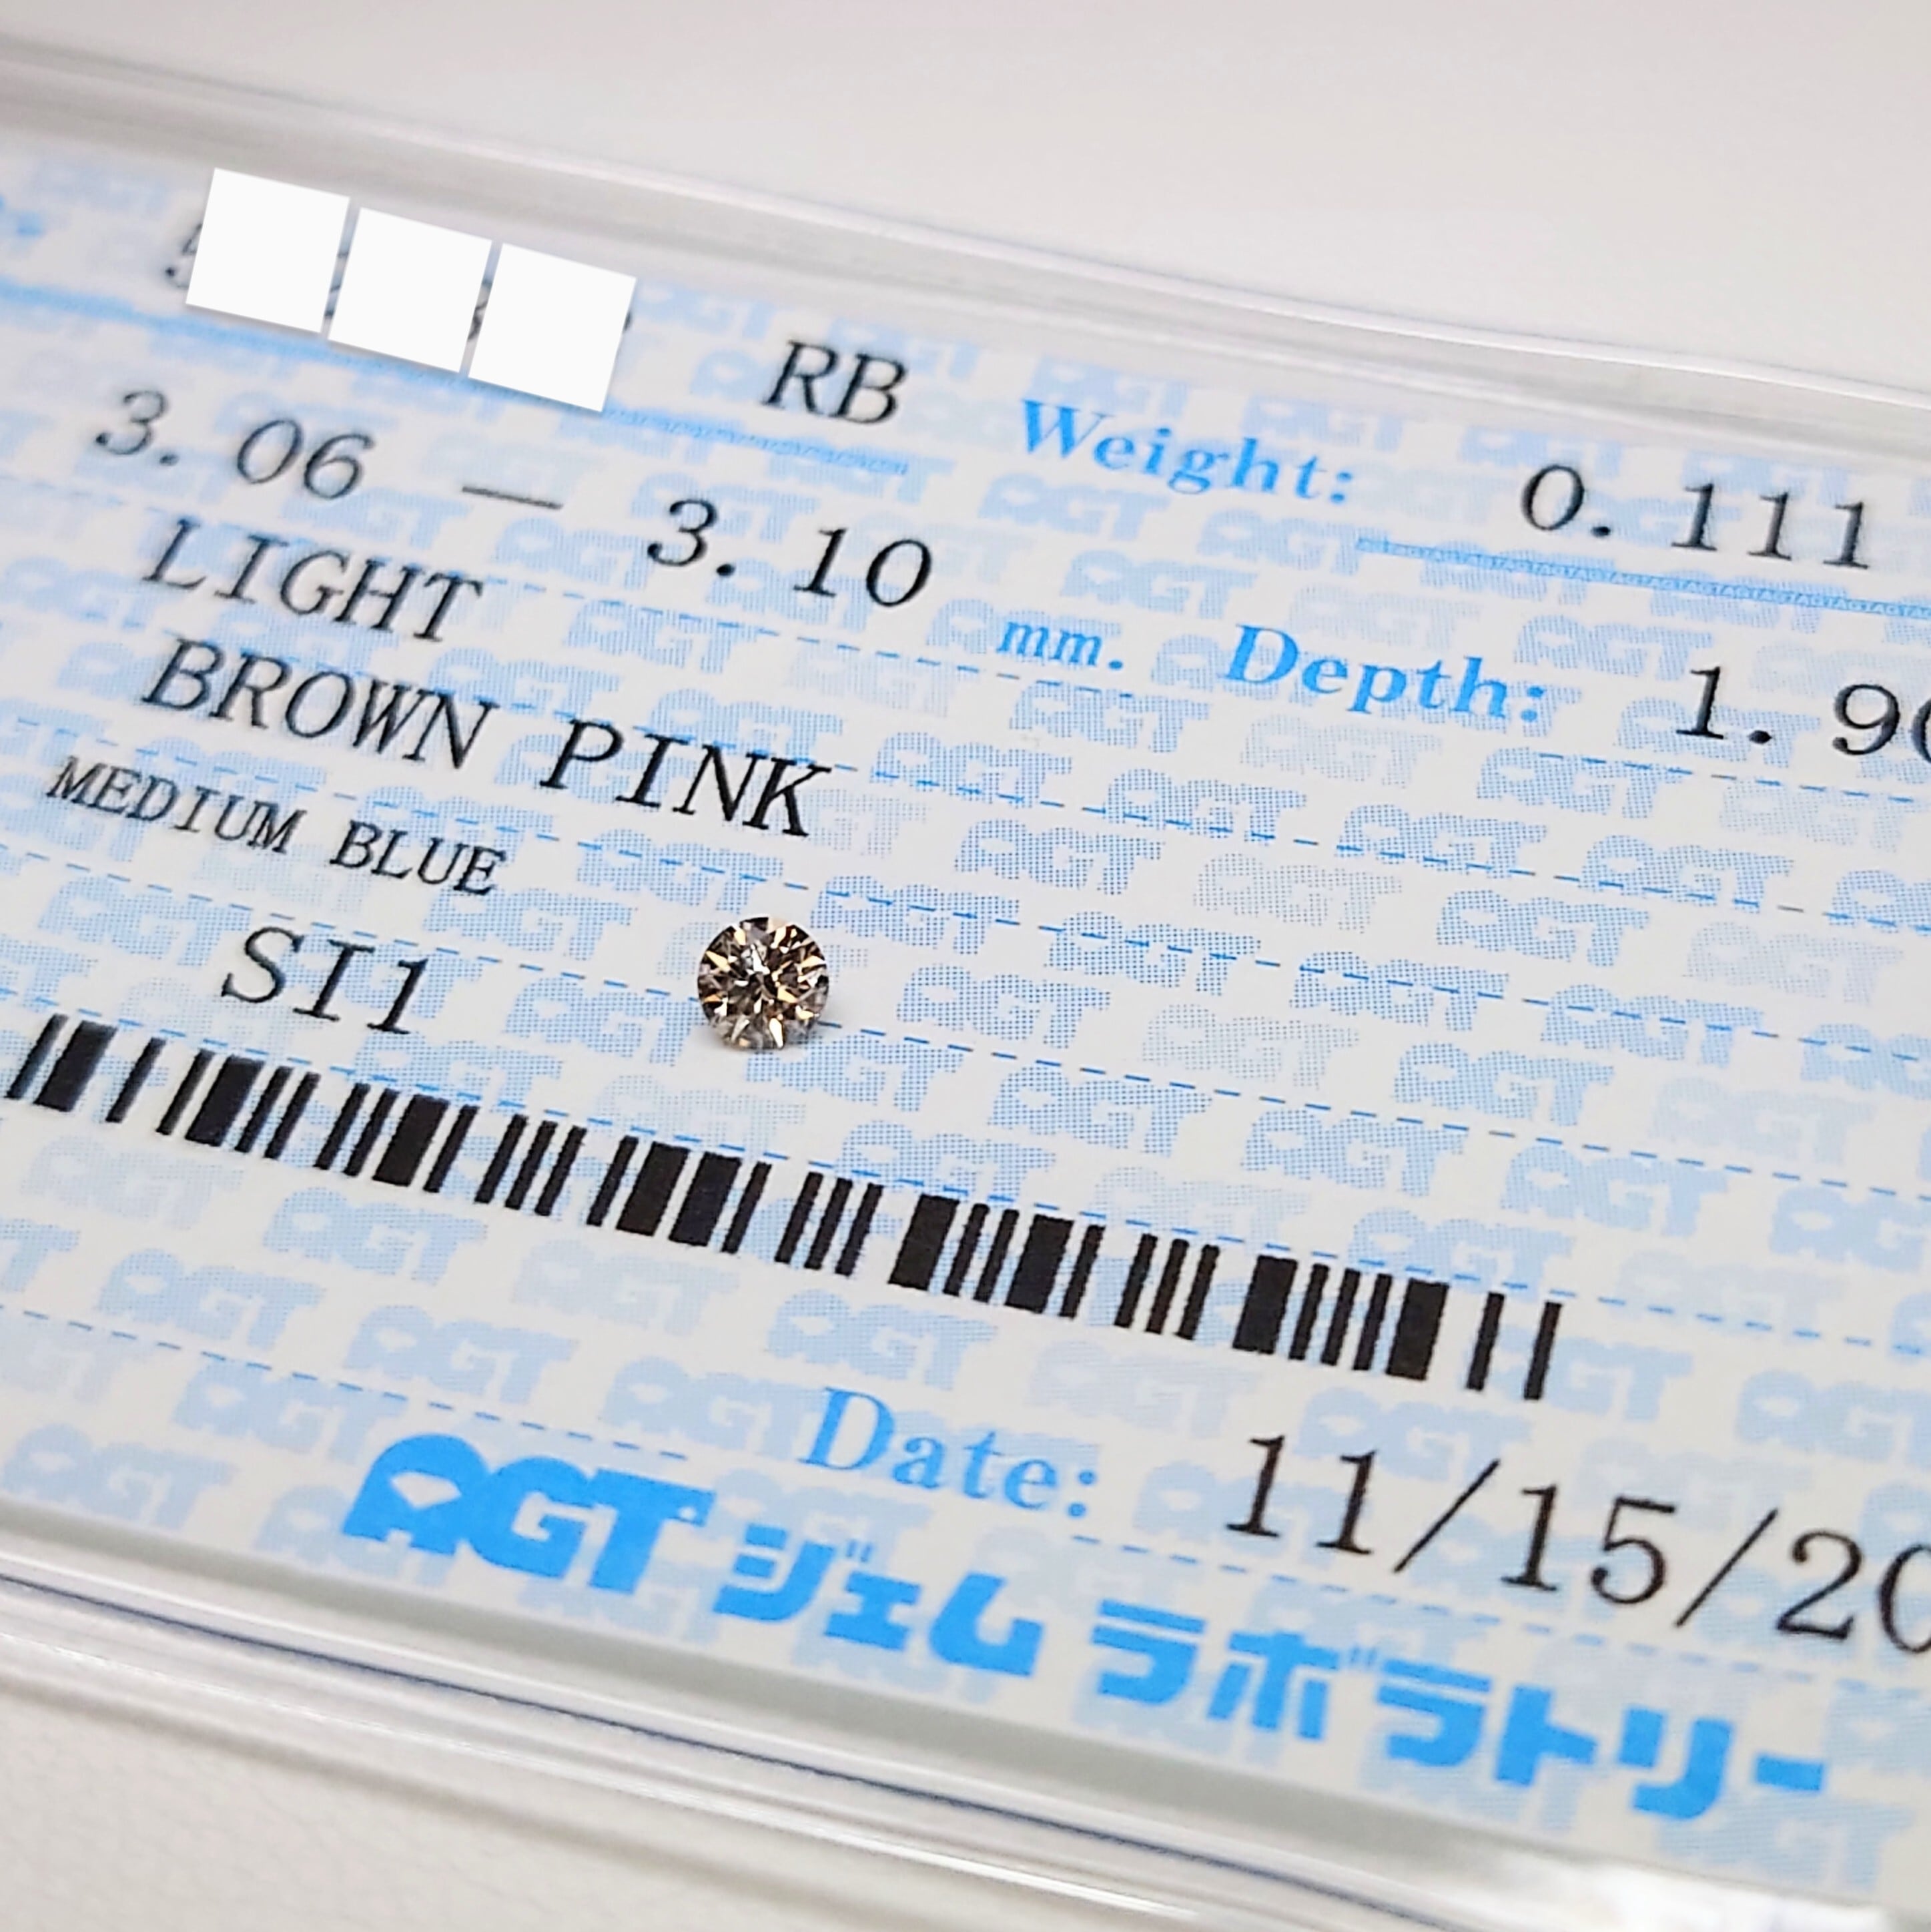 RB Weight: 0.111
3.06 — 3.10 mm. Depth: 1.9
LIGHT
BROWN PINK
MEDIUM BLUE
SI1
Date: 11/15/20
AGT ジェム ラボラトリー